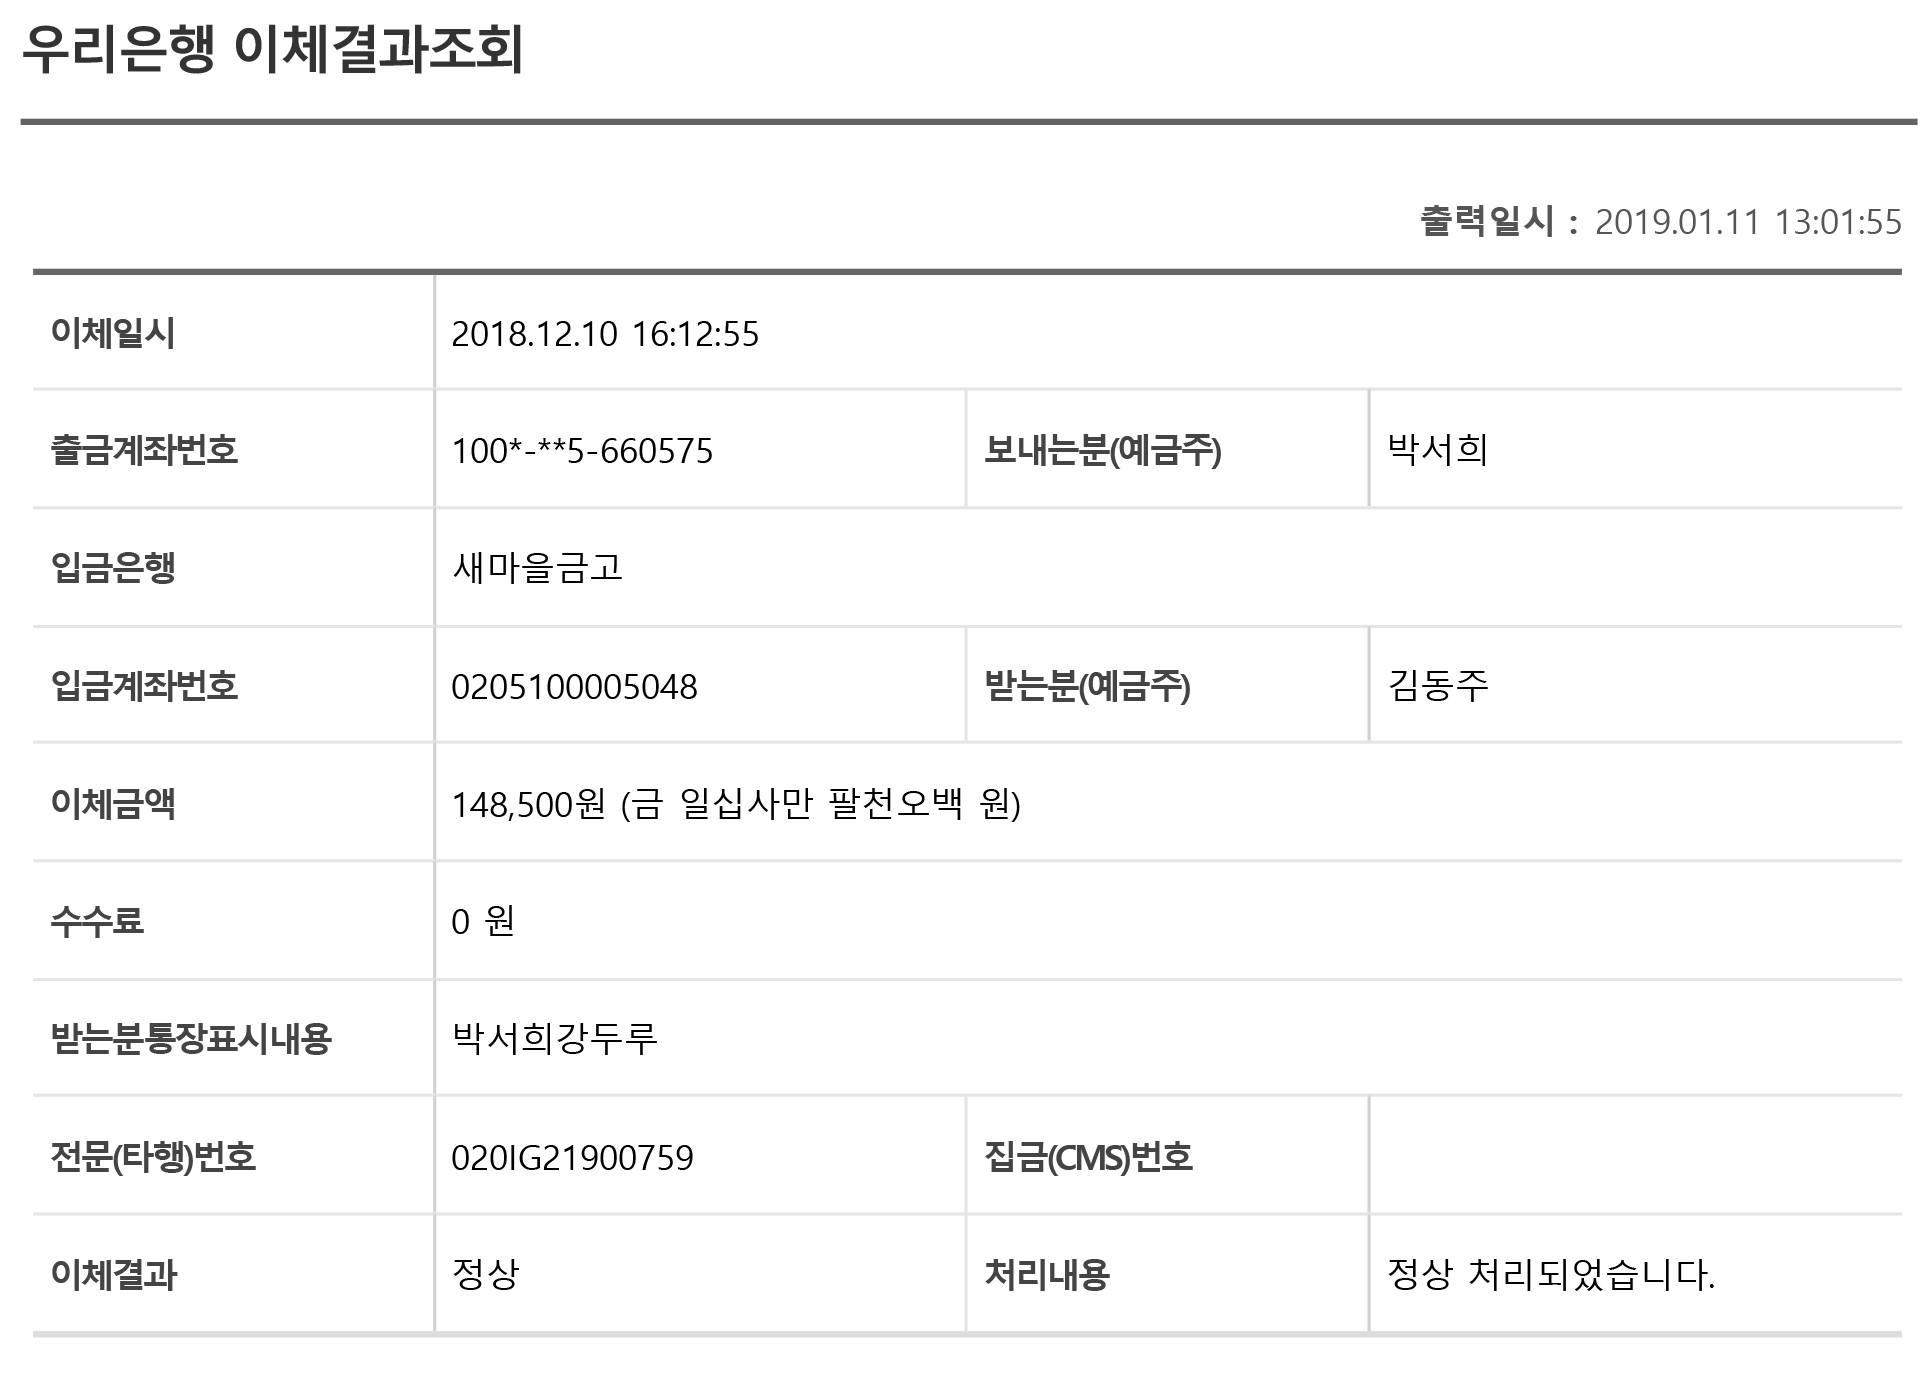 우리은행 이체결과조회
출력일시 : 2019.01.11 13:01:55
이체일시 2018.12.10 16:12:55
출금계좌번호 100*-**5-660575 보내는분(예금주) 박서희
입금은행 새마을금고
입금계좌번호 0205100005048 받는분(예금주) 김동주
이체금액 148,500원 (금 일십사만 팔천오백 원)
수수료 0 원
받는분통장표시내용 박서희강두루
전문(타행)번호 020IG21900759 집금(CMS)번호
이체결과 정상 처리내용 정상 처리되었습니다.